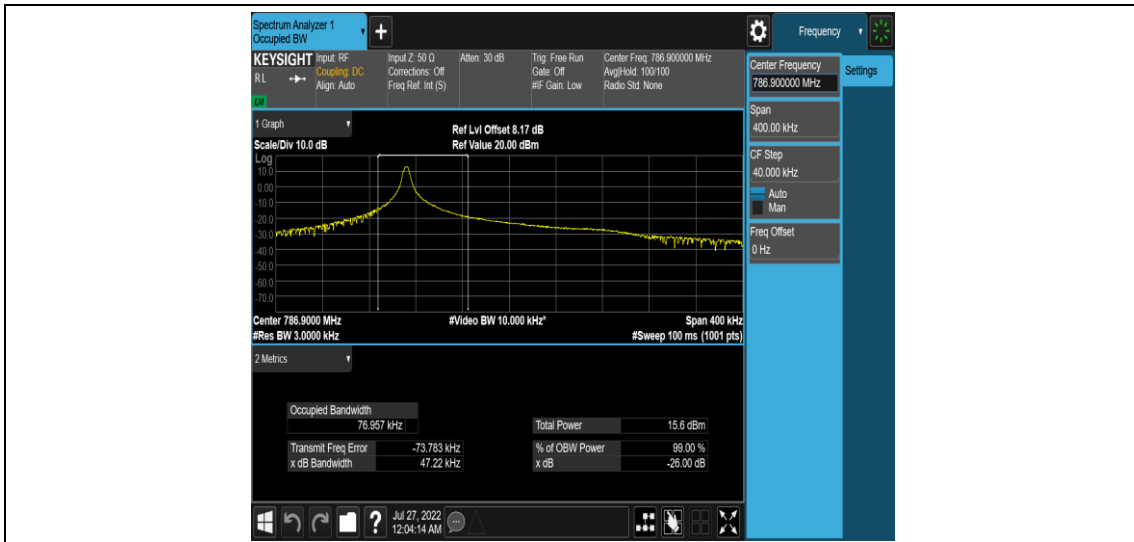 Spectrum Analyzer 1
Occupied BW
+
Frequency
KEYSIGHT
RL
LM
Input: RF
Coupling: DC
Align: Auto
Input Z: 50 Ω
Corrections: Off
Freq Ref: Int (S)
Atten: 30 dB
Trig: Free Run
Gate: Off
#IF Gain: Low
Center Freq: 786.900000 MHz
Avg|Hold: 100/100
Radio Std: None
Center Frequency
786.900000 MHz
Settings
Span
400.00 kHz
CF Step
40.000 kHz
Auto
Man
Freq Offset
0 Hz
1 Graph
Scale/Div 10.0 dB
Ref Lvl Offset 8.17 dB
Ref Value 20.00 dBm
Log
10.0
0.00
-10.0
-20.0
-30.0
-40.0
-50.0
-60.0
-70.0
Center 786.9000 MHz
#Video BW 10.000 kHz*
Span 400 kHz
#Res BW 3.0000 kHz
#Sweep 100 ms (1001 pts)
2 Metrics
Occupied Bandwidth
76.957 kHz
Total Power 15.6 dBm
Transmit Freq Error -73.783 kHz
% of OBW Power 99.00 %
x dB Bandwidth 47.22 kHz
x dB -26.00 dB
?
Jul 27, 2022
12:04:14 AM